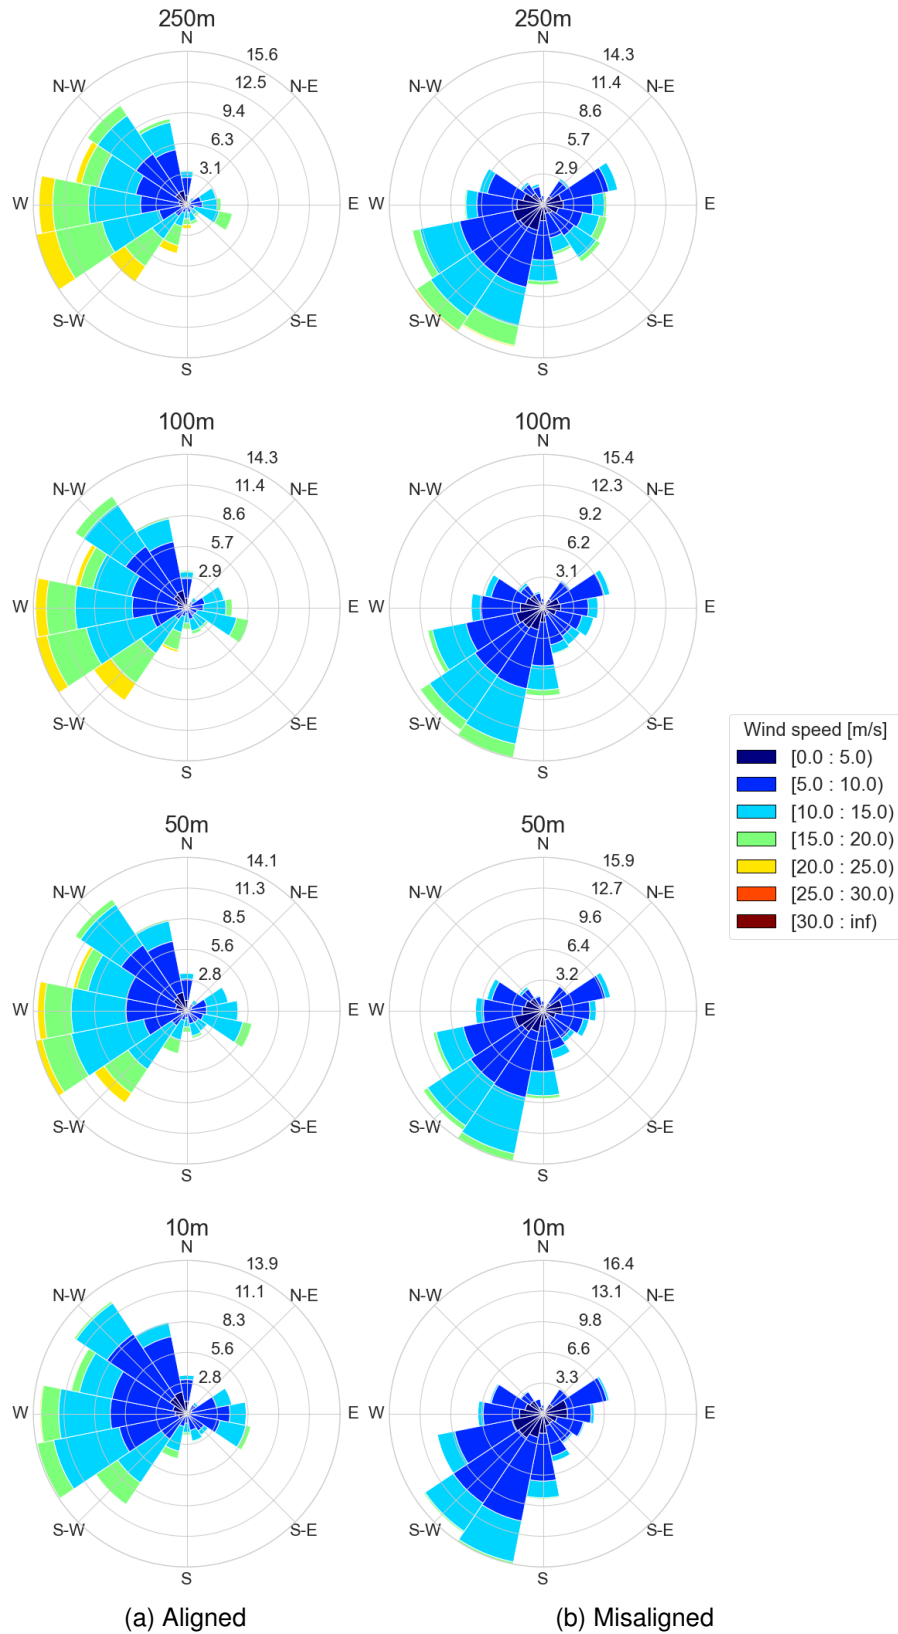 250m
N
15.6
12.5
9.4
6.3
3.1
N-W
N-E
W
E
S-W
S-E
S
250m
N
14.3
11.4
8.6
5.7
2.9
N-W
N-E
W
E
S-W
S-E
S
100m
N
14.3
11.4
8.6
5.7
2.9
N-W
N-E
W
E
S-W
S-E
S
100m
N
15.4
12.3
9.2
6.2
3.1
N-W
N-E
W
E
S-W
S-E
S
Wind speed [m/s]
[0.0 : 5.0)
[5.0 : 10.0)
[10.0 : 15.0)
[15.0 : 20.0)
[20.0 : 25.0)
[25.0 : 30.0)
[30.0 : inf)
50m
N
14.1
11.3
8.5
5.6
2.8
N-W
N-E
W
E
S-W
S-E
S
50m
N
15.9
12.7
9.6
6.4
3.2
N-W
N-E
W
E
S-W
S-E
S
10m
N
13.9
11.1
8.3
5.6
2.8
N-W
N-E
W
E
S-W
S-E
S
10m
N
16.4
13.1
9.8
6.6
3.3
N-W
N-E
W
E
S-W
S-E
S
(a) Aligned
(b) Misaligned